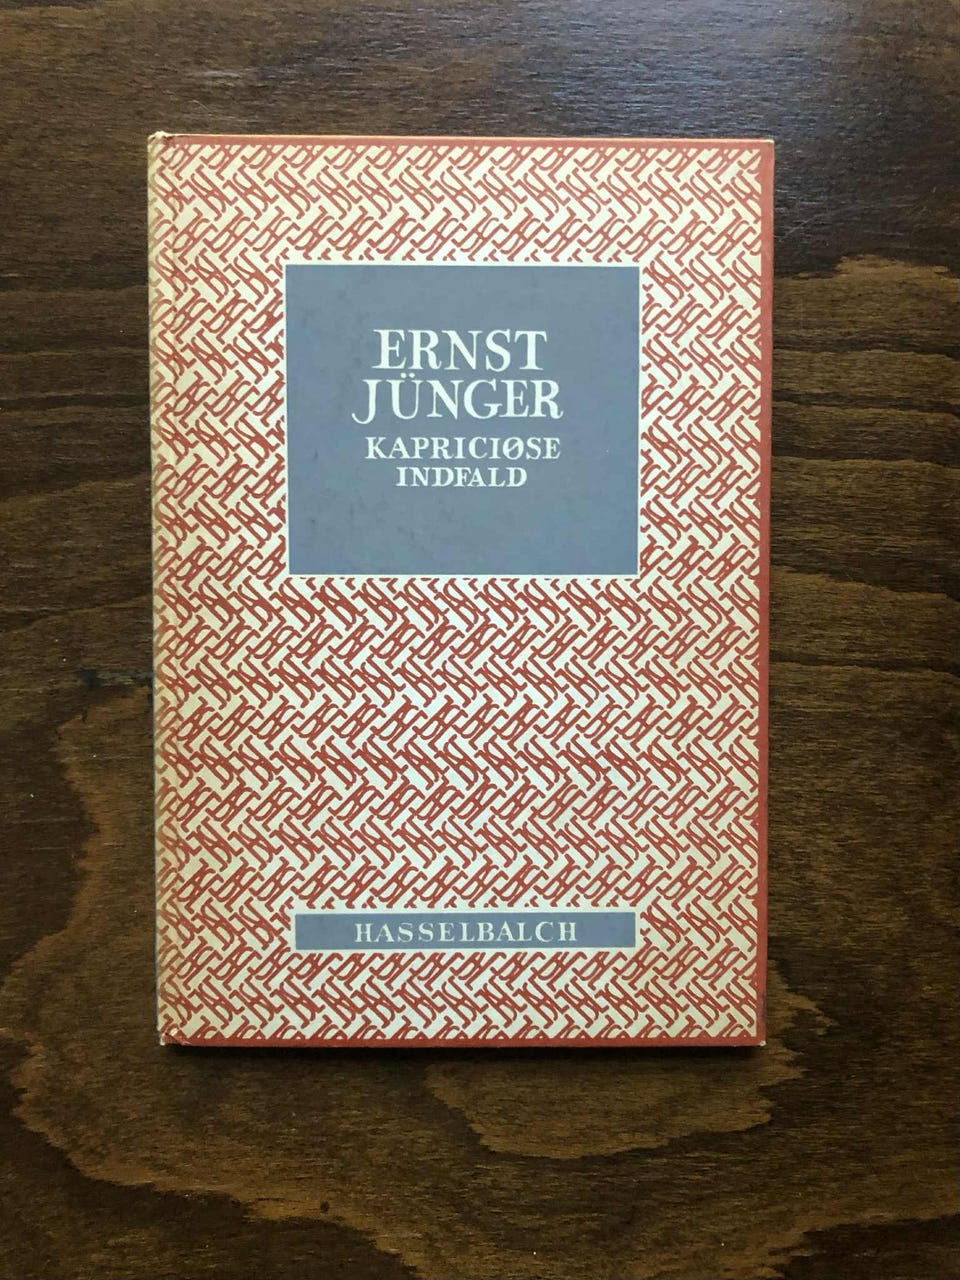 ERNST
JÜNGER
KAPRICIØSE
INDFALD
HASSELBALCH